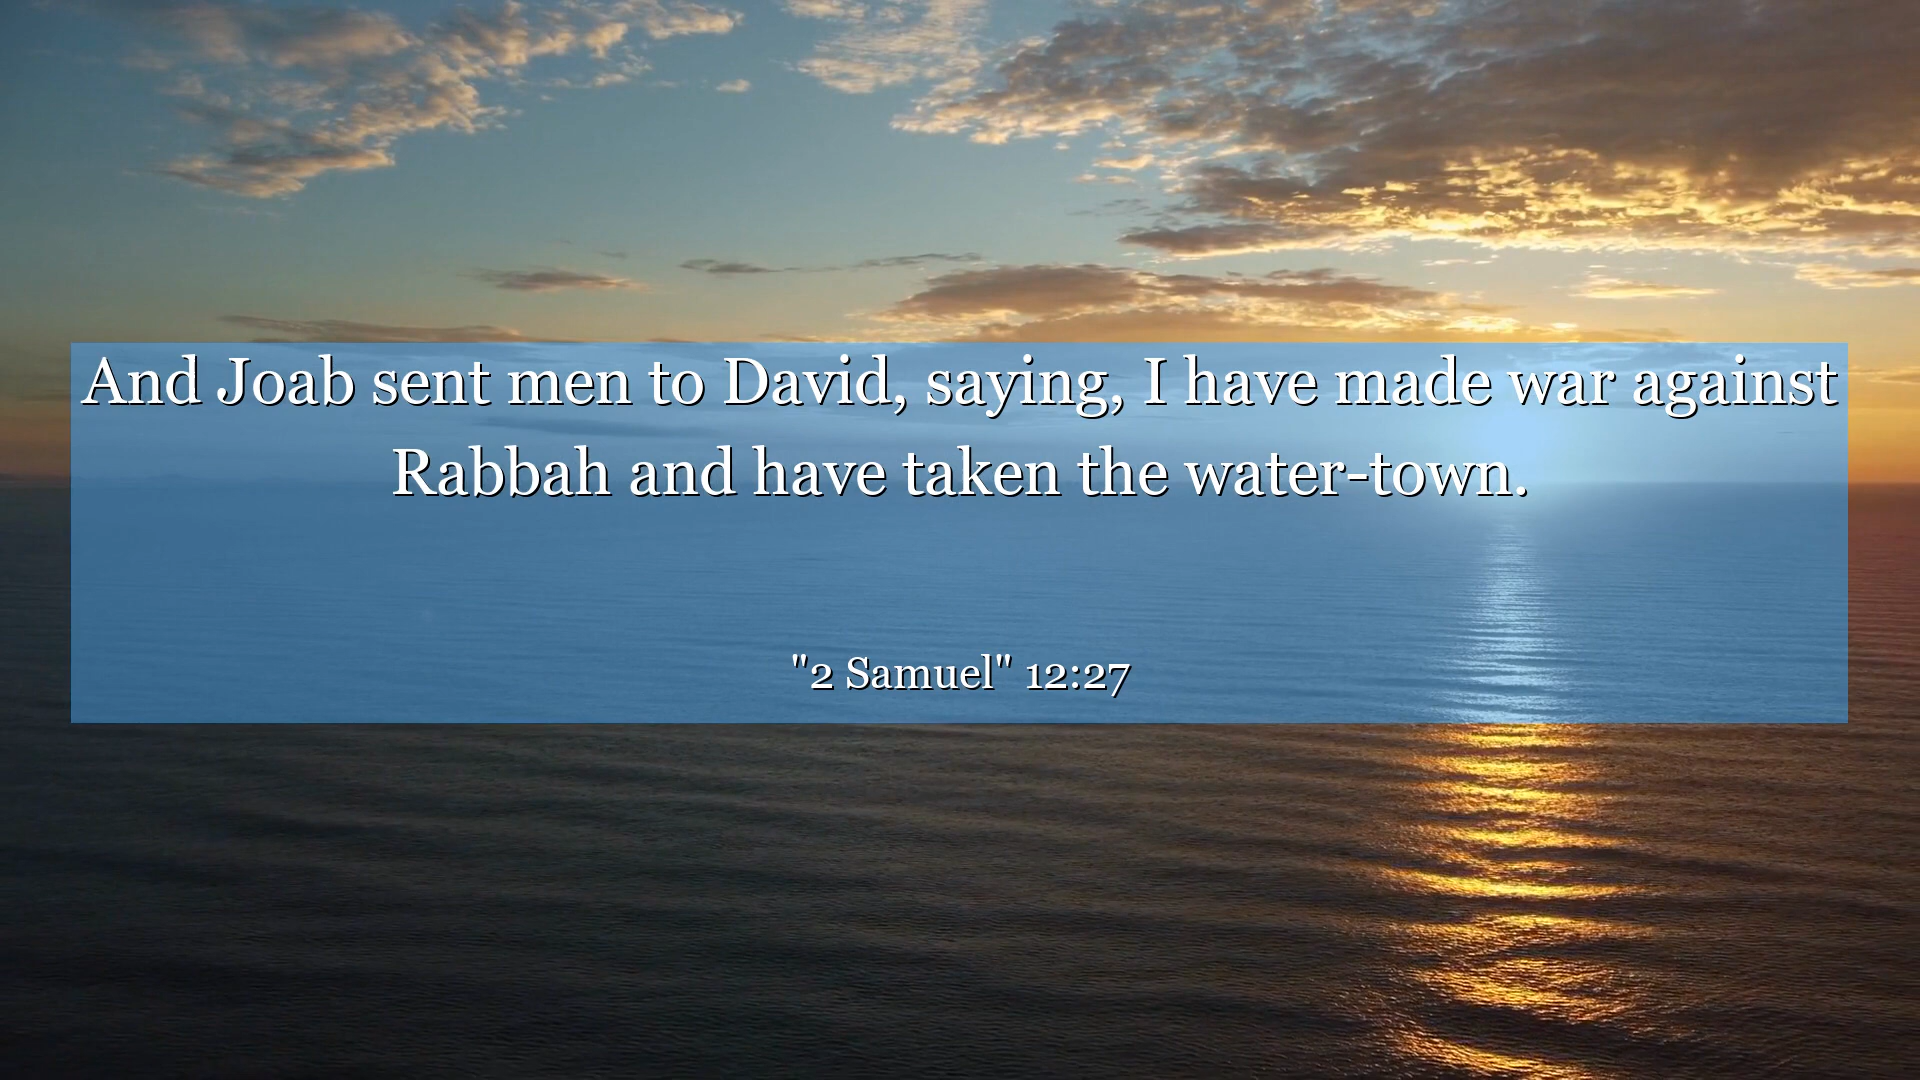 And Joab sent men to David, saying, I have made war against
Rabbah and have taken the water-town.
"2 Samuel" 12:27